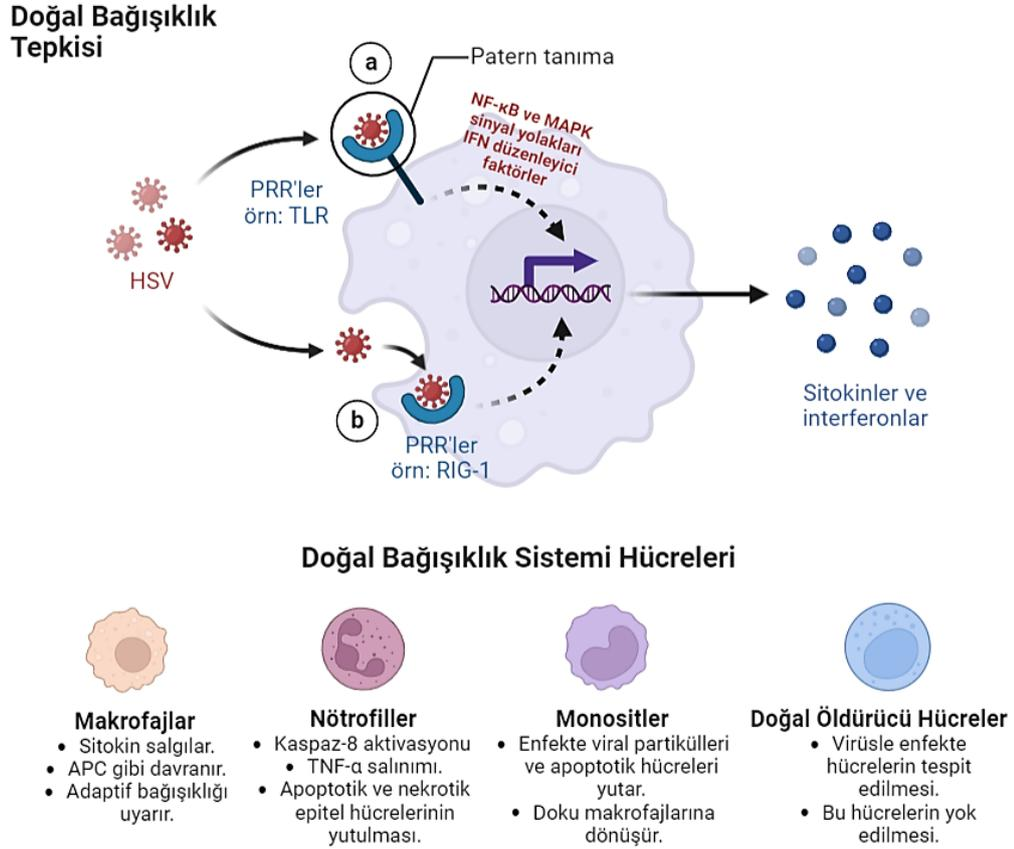 Doğal Bağışıklık
Tepkisi
a
Patern tanıma
NF-κB ve MAPK
sinyal yolakları
IFN düzenleyici
faktörler
PRR'ler
örn: TLR
HSV
b
PRR'ler
örn: RIG-1
Sitokinler ve
interferonlar
Doğal Bağışıklık Sistemi Hücreleri
Makrofajlar
• Sitokin salgılar.
• APC gibi davranır.
• Adaptif bağışıklığı
uyarır.
Nötrofiller
• Kaspaz-8 aktivasyonu
• TNF-α salınımı.
• Apoptotik ve nekrotik
epitel hücrelerinin
yutulması.
Monositler
• Enfekte viral partikülleri
ve apoptotik hücreleri
yutar.
• Doku makrofajlarına
dönüşür.
Doğal Öldürücü Hücreler
• Virüsle enfekte
hücrelerin tespit
edilmesi.
• Bu hücrelerin yok
edilmesi.